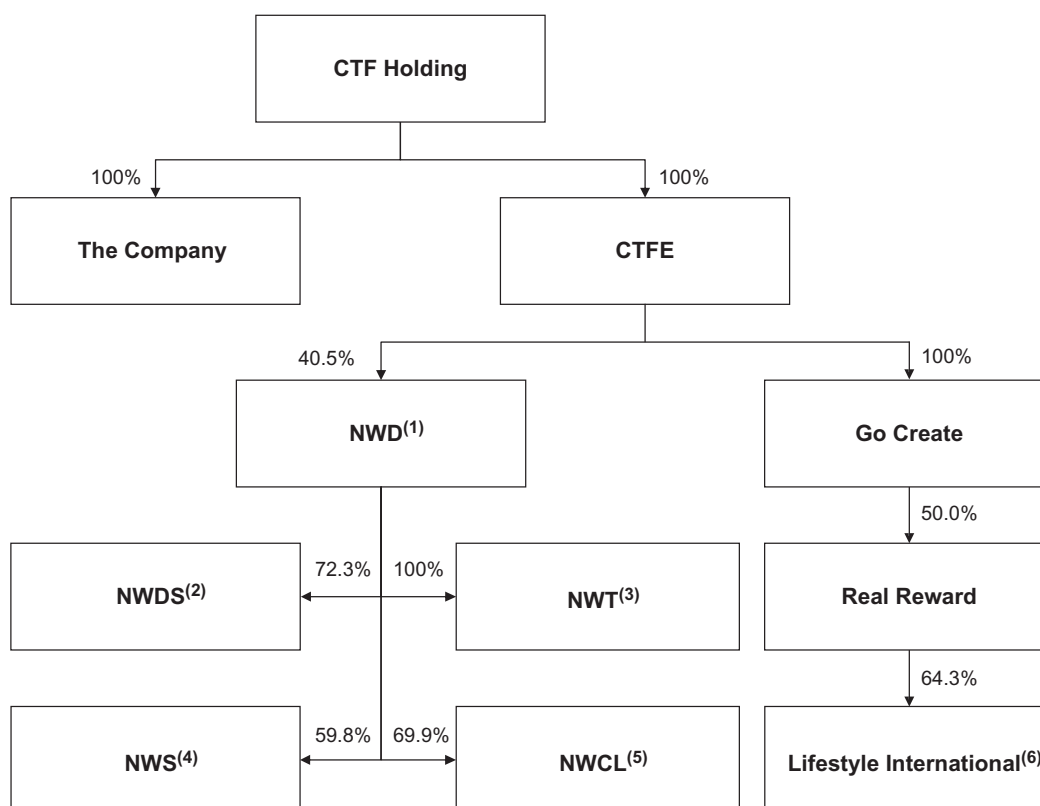 CTF Holding
100%
100%
The Company
CTFE
40.5%
100%
NWD(1)
Go Create
50.0%
NWDS(2)
72.3%
100%
NWT(3)
Real Reward
64.3%
NWS(4)
59.8%
69.9%
NWCL(5)
Lifestyle International(6)